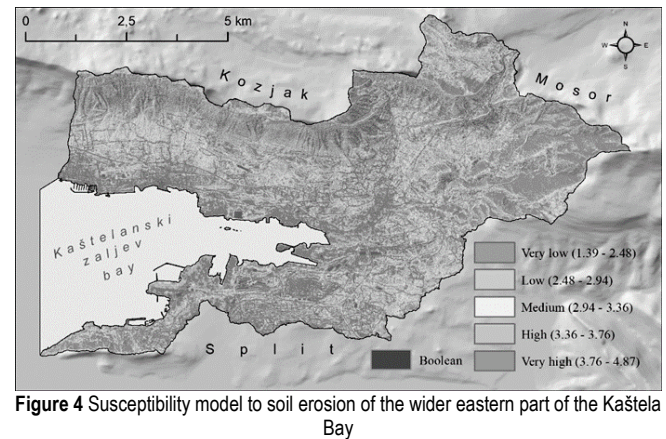 0 2,5 5 km
N
W E
S
Kozjak
Mosor
Kaštelanski
zaljev
bay
Split
Very low (1.39 - 2.48)
Low (2.48 - 2.94)
Medium (2.94 - 3.36)
High (3.36 - 3.76)
Boolean
Very high (3.76 - 4.87)
Figure 4 Susceptibility model to soil erosion of the wider eastern part of the Kaštela
Bay